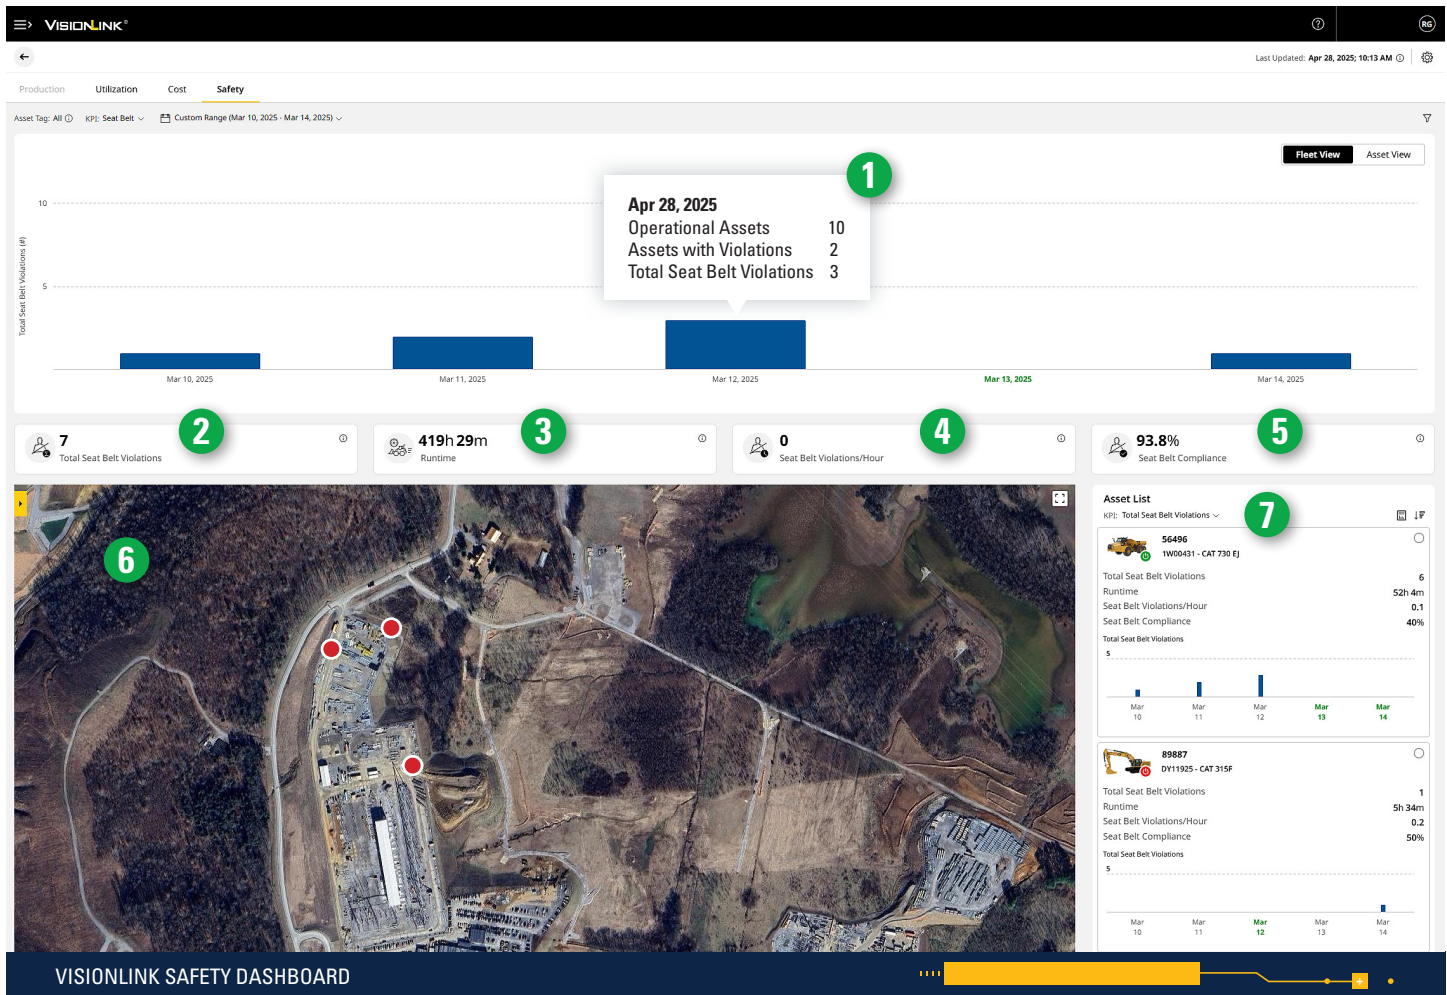 VISIONLINK®
RG
Last Updated: Apr 28, 2025; 10:13 AM
Production Utilization Cost Safety
Asset Tag: All KPI: Seat Belt Custom Range (Mar 10, 2025 - Mar 14, 2025)
Fleet View Asset View
1
Apr 28, 2025
Operational Assets 10
Assets with Violations 2
Total Seat Belt Violations 3
Total Seat Belt Violations (#)
10
5
Mar 10, 2025 Mar 11, 2025 Mar 12, 2025 Mar 13, 2025 Mar 14, 2025
2
7
Total Seat Belt Violations
3
419h 29m
Runtime
4
0
Seat Belt Violations/Hour
5
93.8%
Seat Belt Compliance
6
7
Asset List
KPI: Total Seat Belt Violations
56496
1W00431 - CAT 730 EJ
Total Seat Belt Violations 6
Runtime 52h 4m
Seat Belt Violations/Hour 0.1
Seat Belt Compliance 40%
Total Seat Belt Violations
5
Mar 10 Mar 11 Mar 12 Mar 13 Mar 14
89887
DY11925 - CAT 315F
Total Seat Belt Violations 1
Runtime 5h 34m
Seat Belt Violations/Hour 0.2
Seat Belt Compliance 50%
Total Seat Belt Violations
5
Mar 10 Mar 11 Mar 12 Mar 13 Mar 14
VISIONLINK SAFETY DASHBOARD